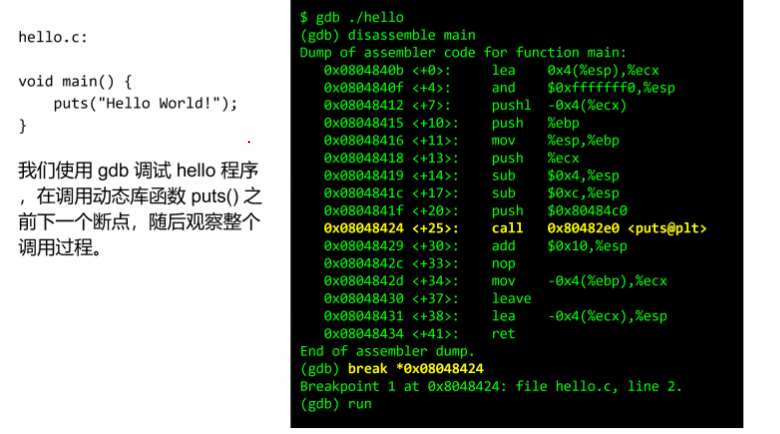 hello.c:
void main() {
    puts("Hello World!");
}
我们使用 gdb 调试 hello 程序
，在调用动态库函数 puts() 之
前下一个断点，随后观察整个
调用过程。
$ gdb ./hello
(gdb) disassemble main
Dump of assembler code for function main:
   0x0804840b <+0>:    lea    0x4(%esp),%ecx
   0x0804840f <+4>:    and    $0xfffffff0,%esp
   0x08048412 <+7>:    pushl  -0x4(%ecx)
   0x08048415 <+10>:   push   %ebp
   0x08048416 <+11>:   mov    %esp,%ebp
   0x08048418 <+13>:   push   %ecx
   0x08048419 <+14>:   sub    $0x4,%esp
   0x0804841c <+17>:   sub    $0xc,%esp
   0x0804841f <+20>:   push   $0x80484c0
   0x08048424 <+25>:   call   0x80482e0 <puts@plt>
   0x08048429 <+30>:   add    $0x10,%esp
   0x0804842c <+33>:   nop
   0x0804842d <+34>:   mov    -0x4(%ebp),%ecx
   0x08048430 <+37>:   leave
   0x08048431 <+38>:   lea    -0x4(%ecx),%esp
   0x08048434 <+41>:   ret
End of assembler dump.
(gdb) break *0x08048424
Breakpoint 1 at 0x8048424: file hello.c, line 2.
(gdb) run